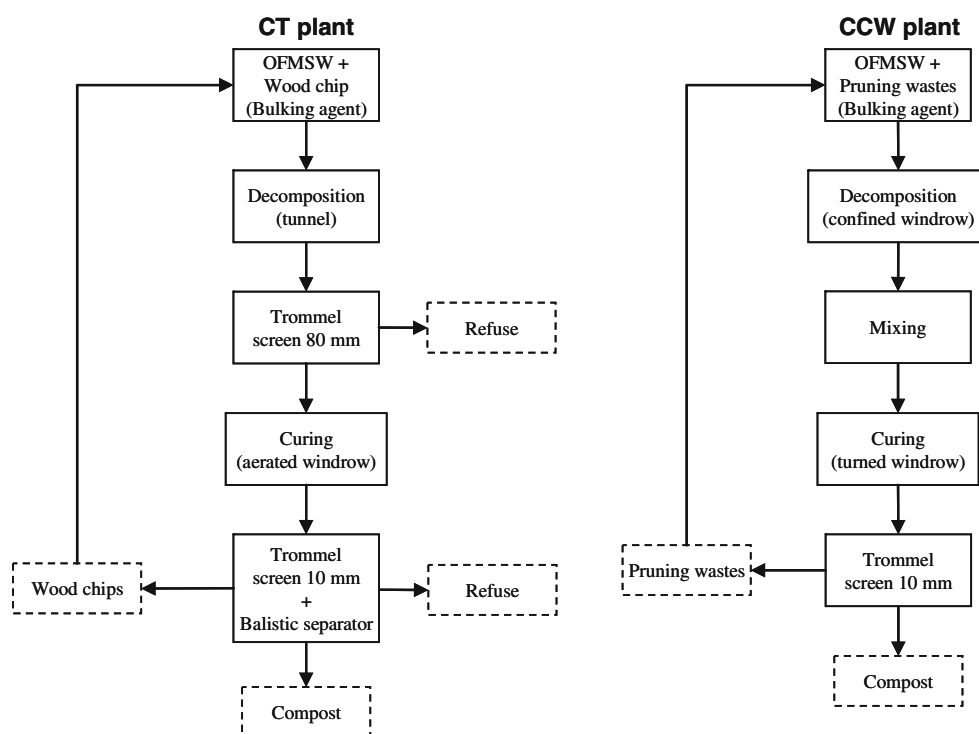 CT plant
OFMSW +
Wood chip
(Bulking agent)
Decomposition
(tunnel)
Trommel
screen 80 mm
Refuse
Curing
(aerated windrow)
Trommel
screen 10 mm
+
Balistic separator
Wood chips
Refuse
Compost
CCW plant
OFMSW +
Pruning wastes
(Bulking agent)
Decomposition
(confined windrow)
Mixing
Curing
(turned windrow)
Trommel
screen 10 mm
Pruning wastes
Compost